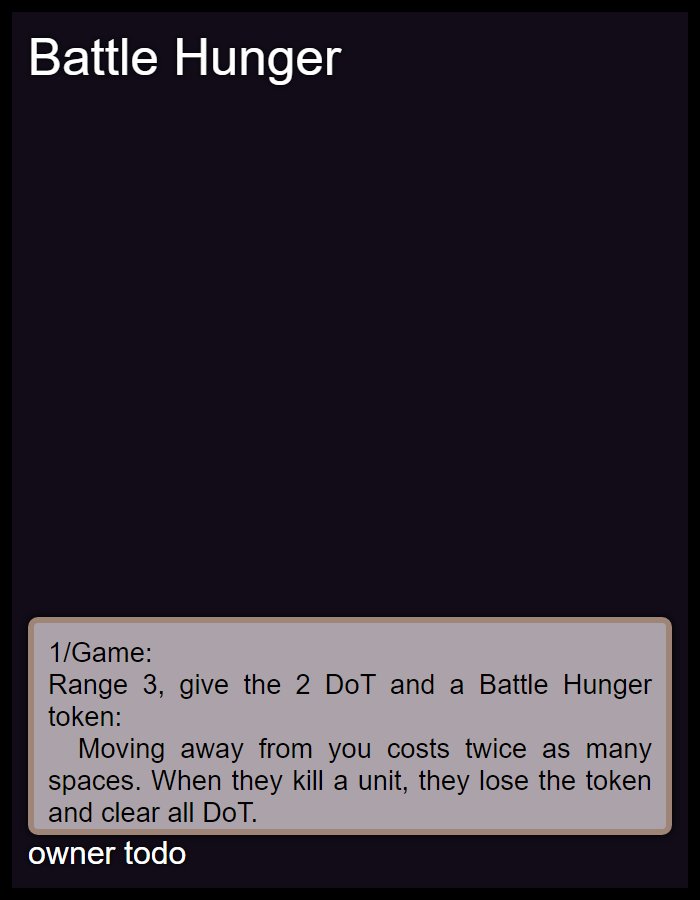 Battle Hunger
1/Game:
Range 3, give the 2 DoT and a Battle Hunger
token:
Moving away from you costs twice as many
spaces. When they kill a unit, they lose the token
and clear all DoT.
owner todo